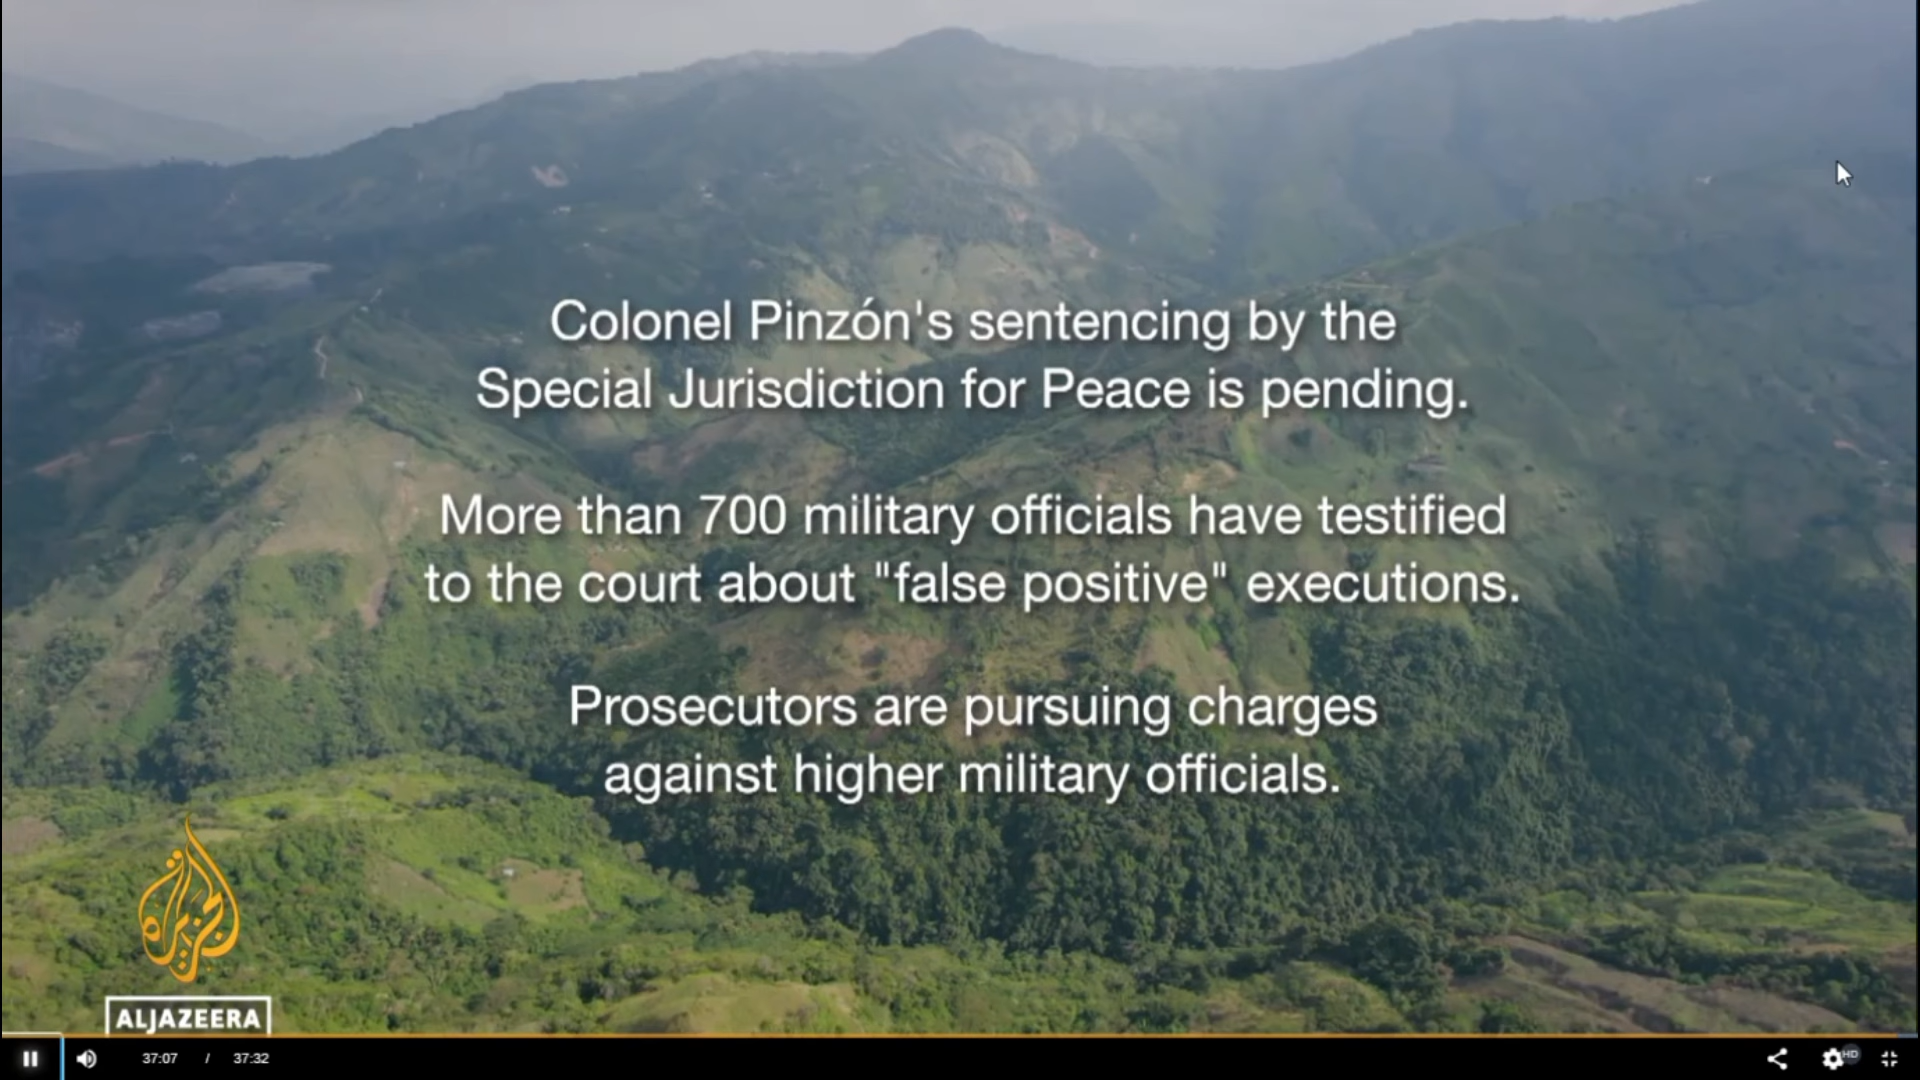 Colonel Pinzón's sentencing by the
Special Jurisdiction for Peace is pending.
More than 700 military officials have testified
to the court about "false positive" executions.
Prosecutors are pursuing charges
against higher military officials.
الجزيرة
ALJAZEERA
37:07 / 37:32
HD